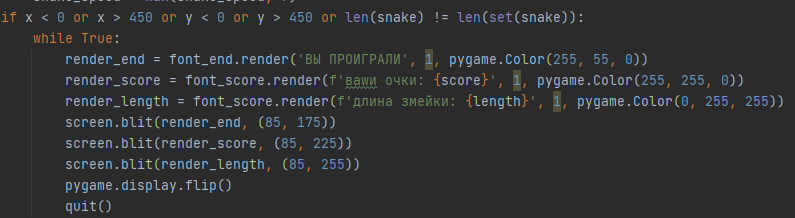 if x < 0 or x > 450 or y < 0 or y > 450 or len(snake) != len(set(snake)):
while True:
render_end = font_end.render('ВЫ ПРОИГРАЛИ', 1, pygame.Color(255, 55, 0))
render_score = font_score.render(f'ваши очки: {score}', 1, pygame.Color(255, 255, 0))
render_length = font_score.render(f'длина змейки: {length}', 1, pygame.Color(0, 255, 255))
screen.blit(render_end, (85, 175))
screen.blit(render_score, (85, 225))
screen.blit(render_length, (85, 255))
pygame.display.flip()
quit()